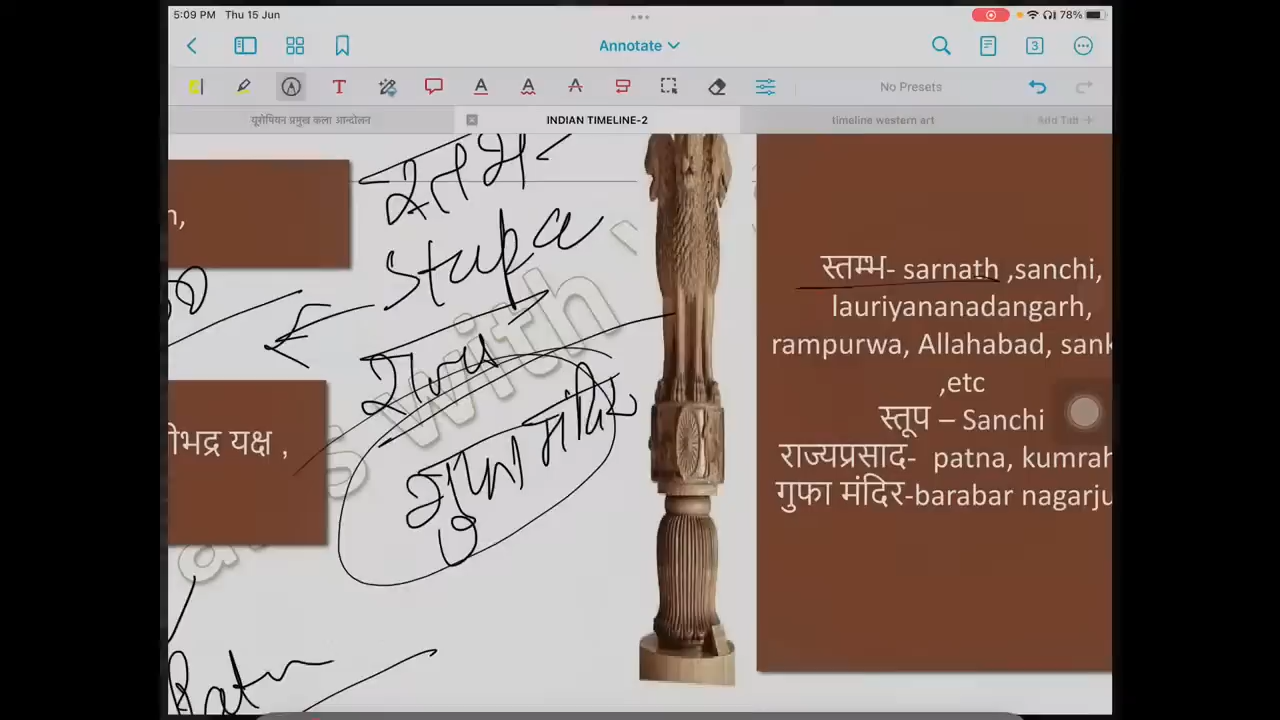 5:09 PM Thu 15 Jun
78%
Annotate
3
No Presets
यूरोपियन प्रमुख कला आन्दोलन
INDIAN TIMELINE-2
timeline western art
Add Tab +
स्तम्भ- sarnath ,sanchi,
lauriyananadangarh,
rampurwa, Allahabad, sank
,etc
स्तूप – Sanchi
राज्यप्रसाद- patna, kumrah
गुफा मंदिर-barabar nagarju
ीभद्र यक्ष ,
n,
स्तम्भ-
Stupa
गुफा मंदिर
with